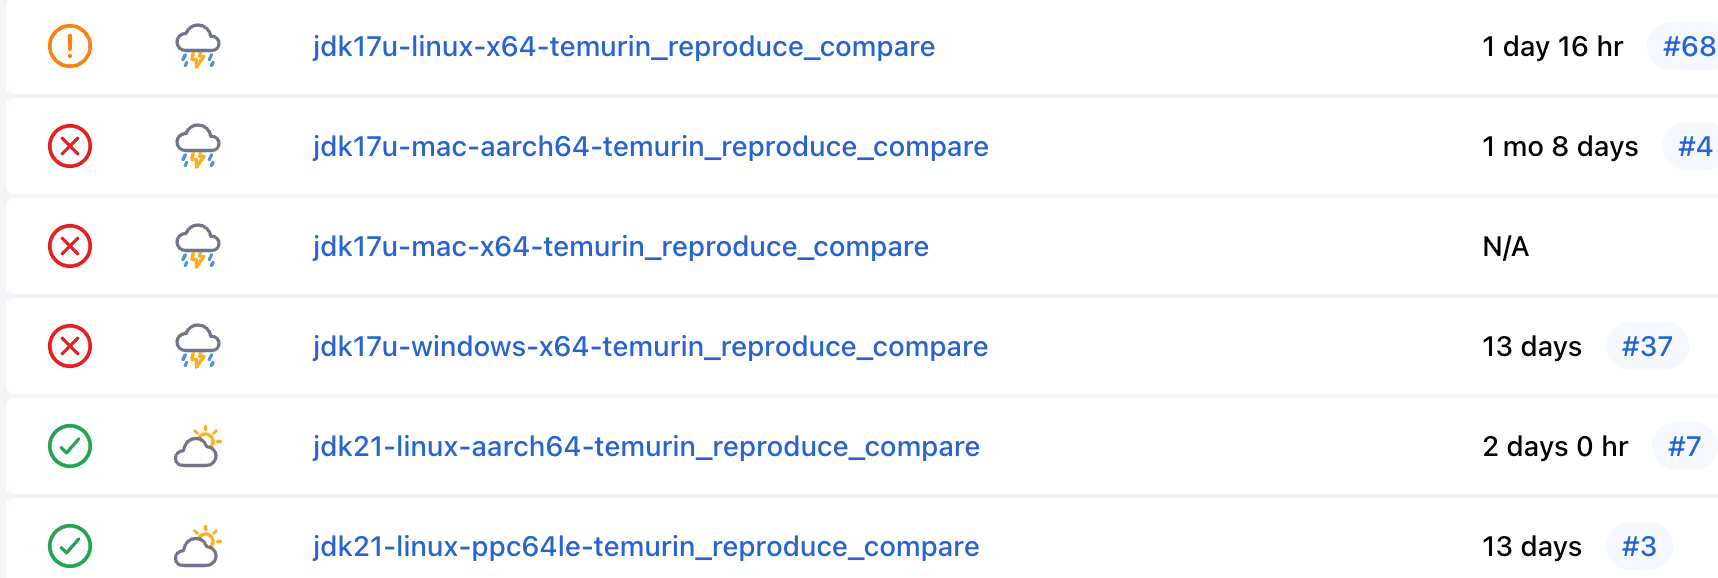 jdk17u-linux-x64-temurin_reproduce_compare 1 day 16 hr #68
jdk17u-mac-aarch64-temurin_reproduce_compare 1 mo 8 days #4
jdk17u-mac-x64-temurin_reproduce_compare N/A
jdk17u-windows-x64-temurin_reproduce_compare 13 days #37
jdk21-linux-aarch64-temurin_reproduce_compare 2 days 0 hr #7
jdk21-linux-ppc64le-temurin_reproduce_compare 13 days #3